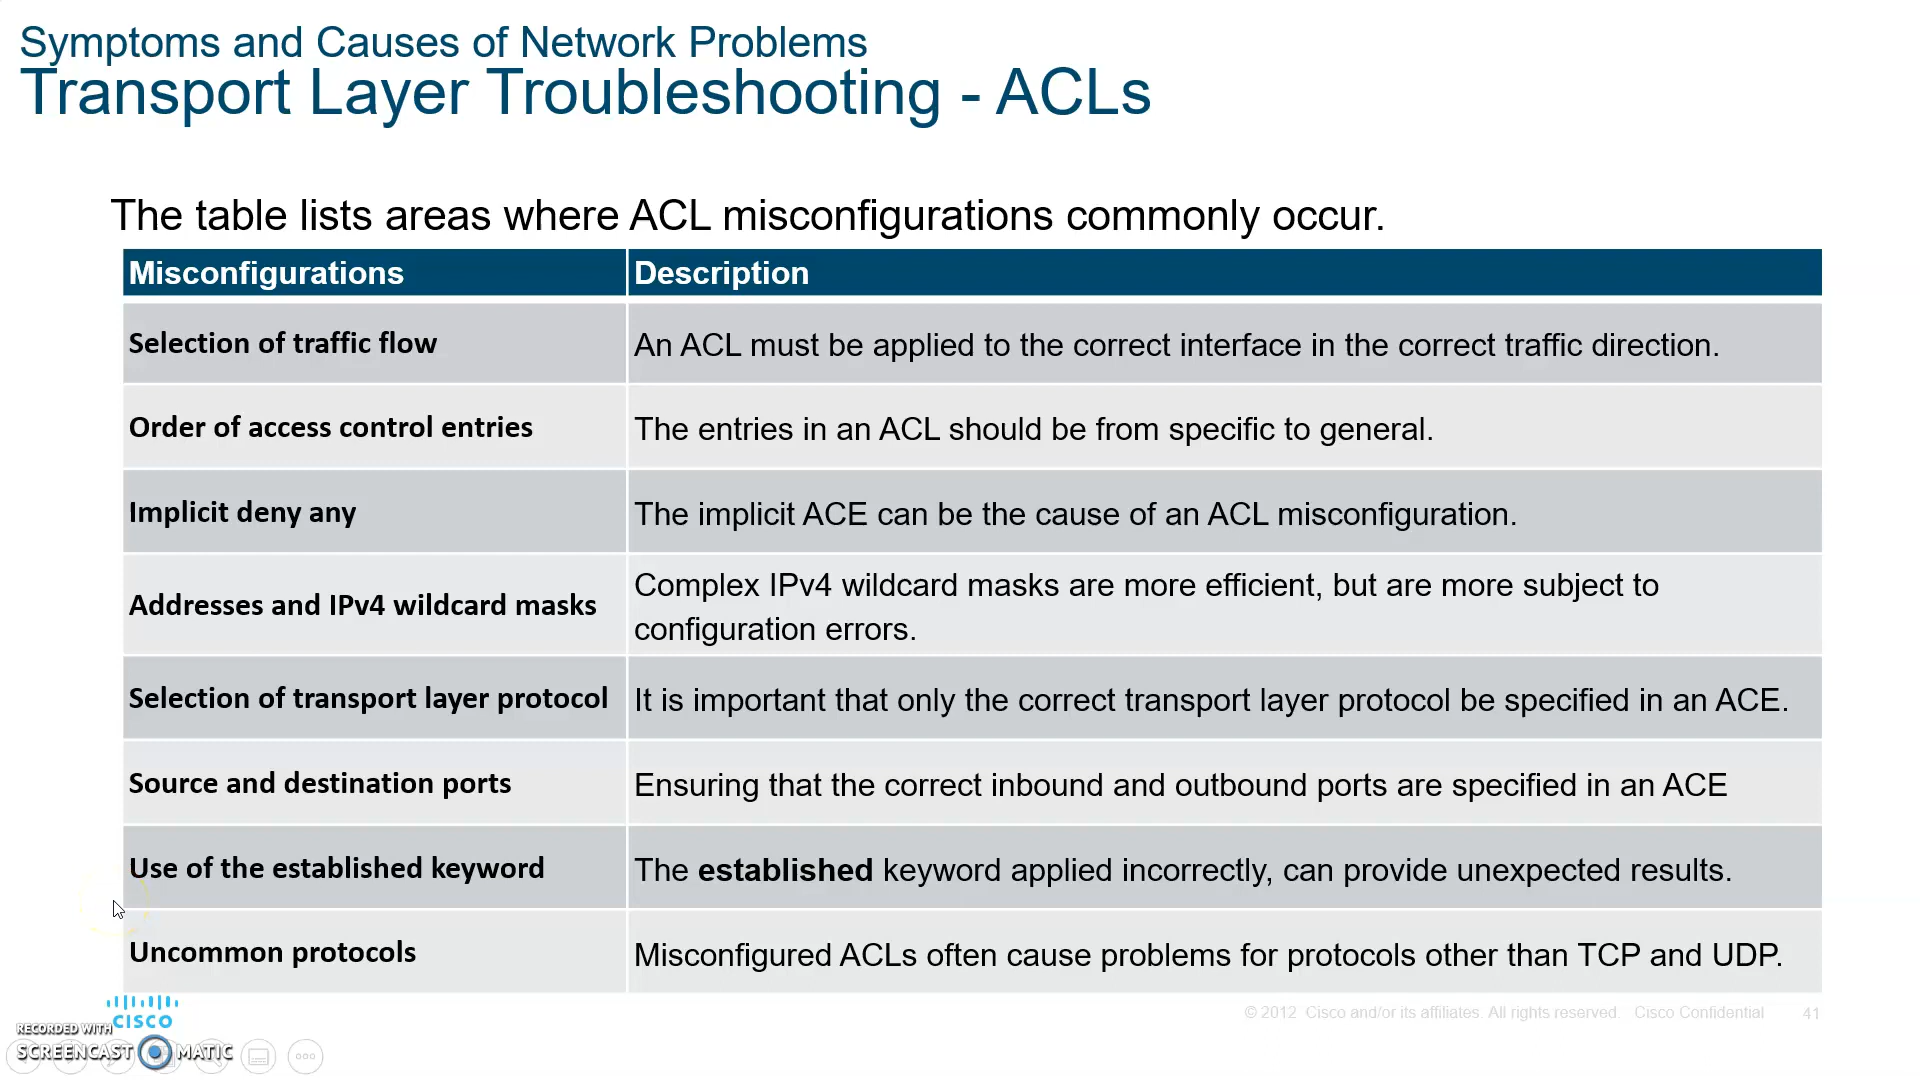 Symptoms and Causes of Network Problems
Transport Layer Troubleshooting - ACLs
The table lists areas where ACL misconfigurations commonly occur.
Misconfigurations Description
Selection of traffic flow An ACL must be applied to the correct interface in the correct traffic direction.
Order of access control entries The entries in an ACL should be from specific to general.
Implicit deny any The implicit ACE can be the cause of an ACL misconfiguration.
Addresses and IPv4 wildcard masks Complex IPv4 wildcard masks are more efficient, but are more subject to
configuration errors.
Selection of transport layer protocol It is important that only the correct transport layer protocol be specified in an ACE.
Source and destination ports Ensuring that the correct inbound and outbound ports are specified in an ACE
Use of the established keyword The established keyword applied incorrectly, can provide unexpected results.
Uncommon protocols Misconfigured ACLs often cause problems for protocols other than TCP and UDP.
© 2012 Cisco and/or its affiliates. All rights reserved. Cisco Confidential 41
CISCO
RECORDED WITH
SCREENCAST MATIC